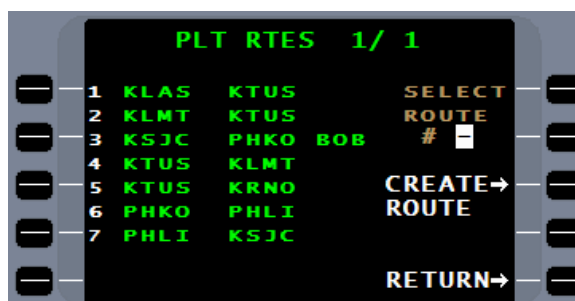 PLT RTES 1/ 1
1 KLAS KTUS SELECT
2 KLMT KTUS ROUTE
3 KSJC PHKO BOB # -
4 KTUS KLMT
5 KTUS KRNO CREATE→
6 PHKO PHLI ROUTE
7 PHLI KSJC
RETURN→